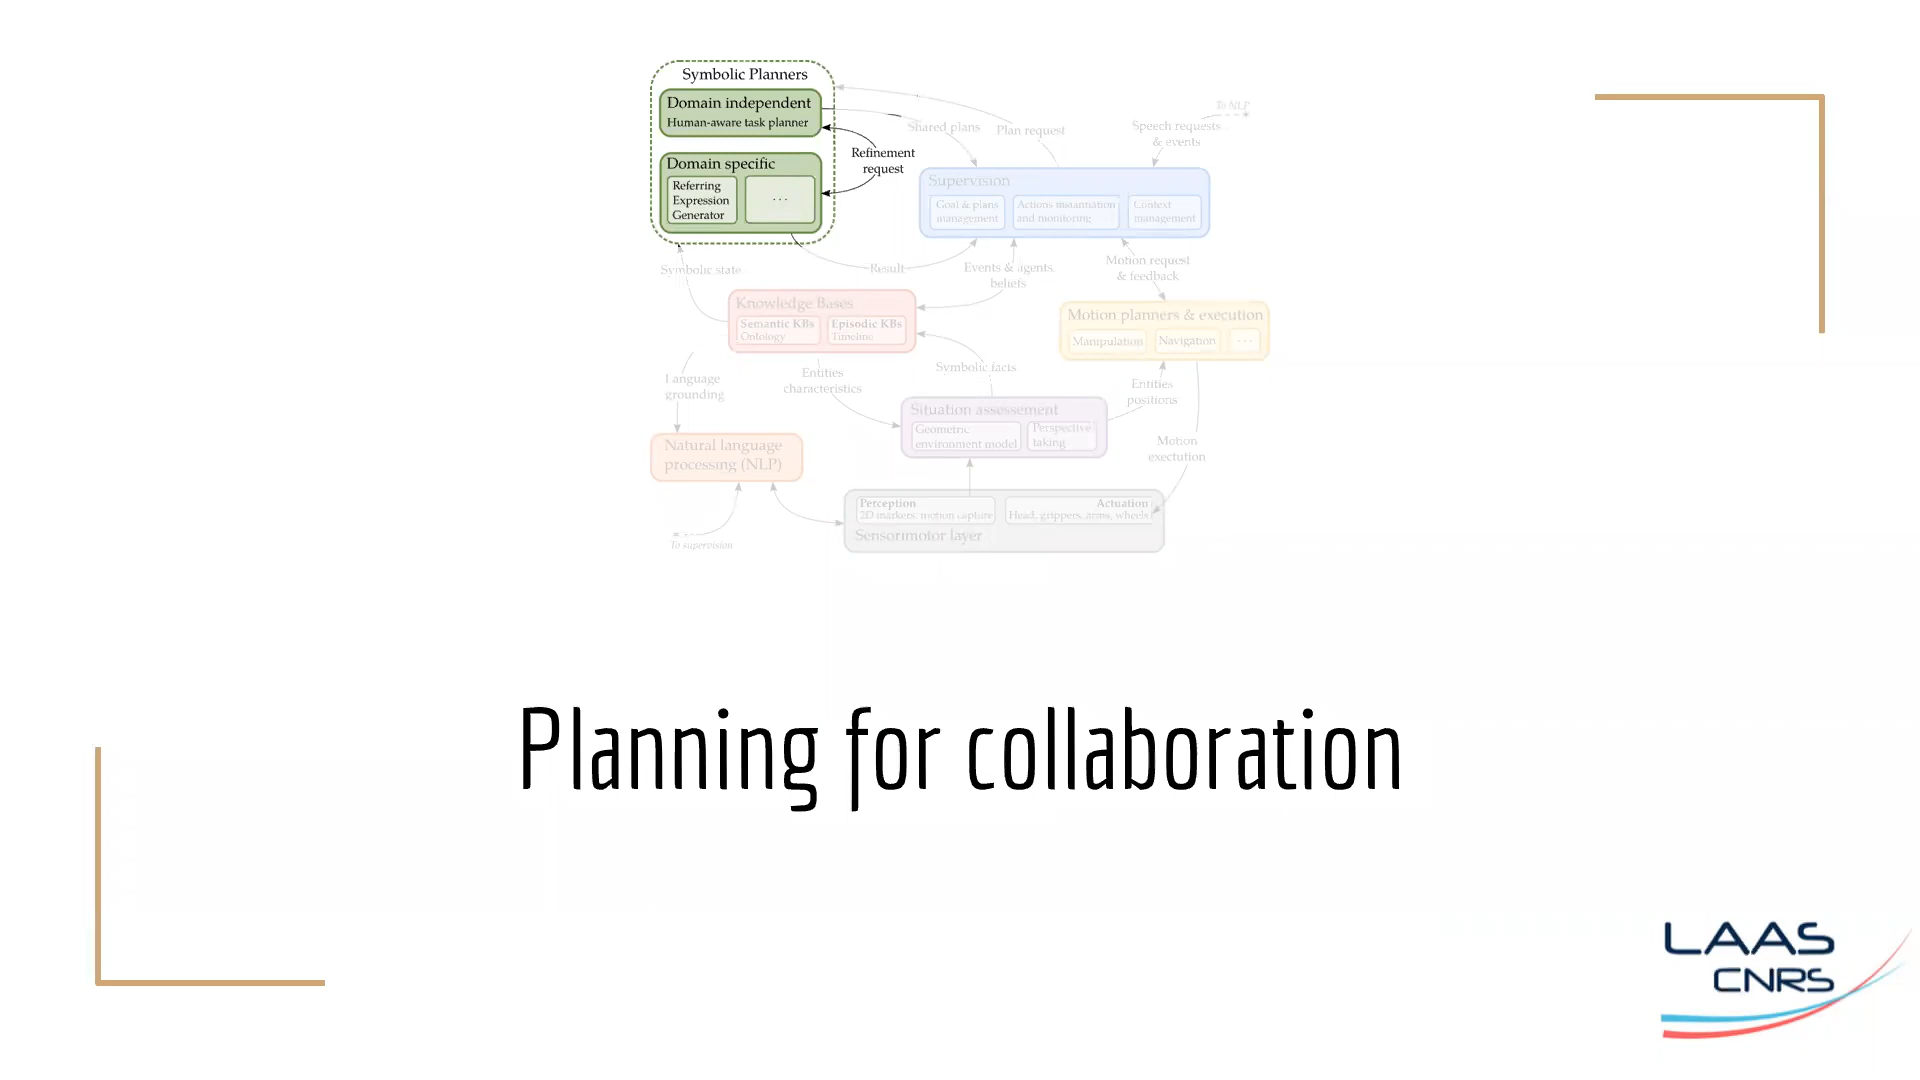 Symbolic Planners
Domain independent
Human-aware task planner
Domain specific
Referring
Expression
Generator
...
Refinement
request
Shared plans
Plan request
To NLP
Speech requests
& events
Supervision
Goal & plans
management
Actions instantiation
and monitoring
Context
management
Symbolic state
Result
Events & agents
beliefs
Motion request
& feedback
Knowledge Bases
Semantic KBs
Ontology
Episodic KBs
Timeline
Motion planners & execution
Manipulation
Navigation
...
Language
grounding
Entities
characteristics
Symbolic facts
Entities
positions
Situation assessement
Geometric
environment model
Perspective
taking
Natural language
processing (NLP)
Motion
exectution
Perception
2D markers, motion capture
Actuation
Head, grippers, arms, wheels
Sensorimotor layer
To supervision
Planning for collaboration
LAAS
CNRS